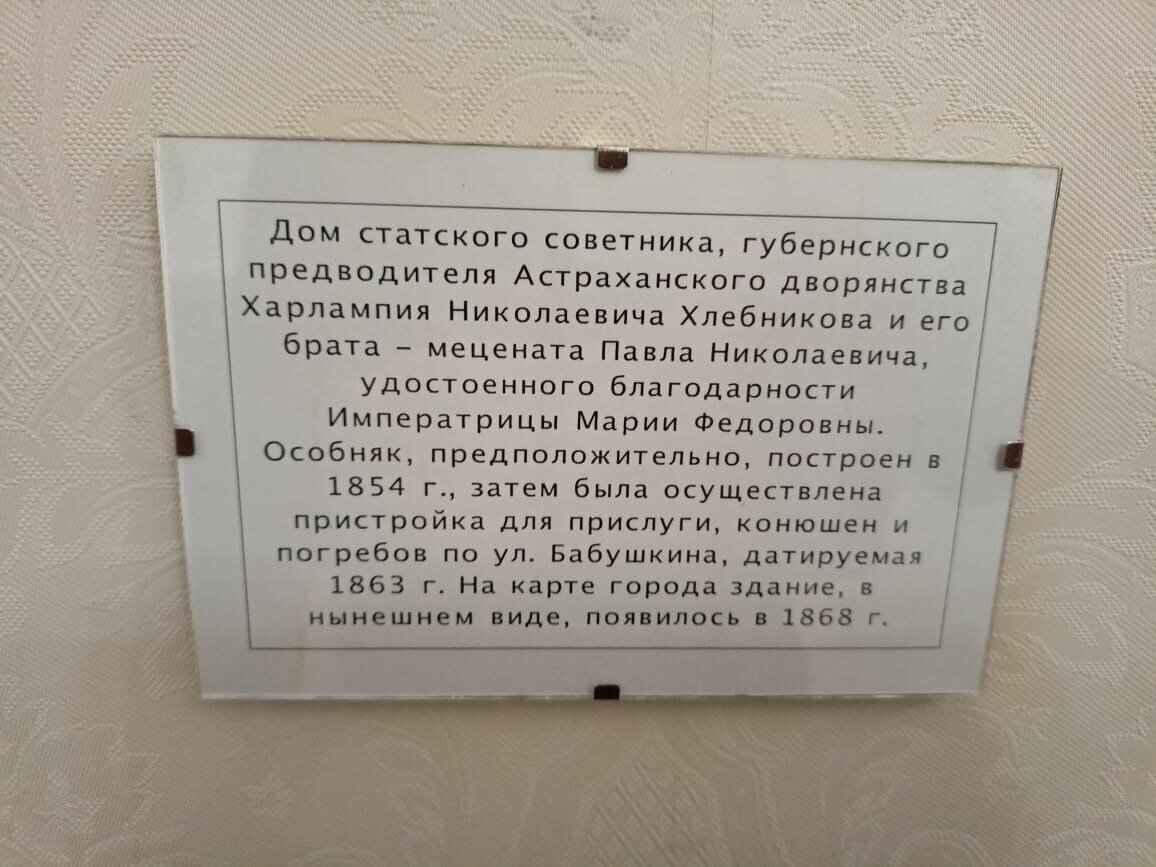 Дом статского советника, губернского
предводителя Астраханского дворянства
Харлампия Николаевича Хлебникова и его
брата – мецената Павла Николаевича,
удостоенного благодарности
Императрицы Марии Федоровны.
Особняк, предположительно, построен в
1854 г., затем была осуществлена
пристройка для прислуги, конюшен и
погребов по ул. Бабушкина, датируемая
1863 г. На карте города здание, в
нынешнем виде, появилось в 1868 г.